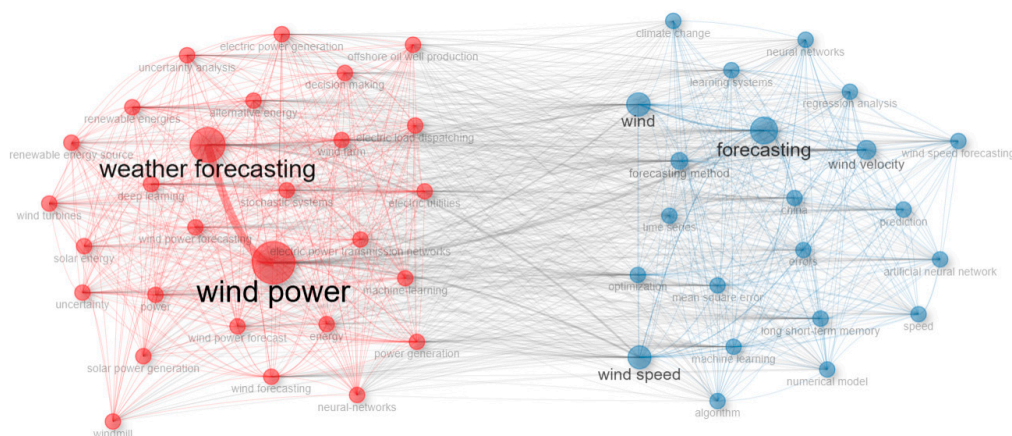 electric power generation
offshore oil well production
uncertainty analysis
decision making
renewable energies
alternative energy
electric load dispatching
wind farm
renewable energy source
weather forecasting
deep learning
stochastic systems
electric utilities
wind turbines
wind power forecasting
electric power transmission networks
solar energy
wind power
machine-learning
uncertainty
power
wind power forecast
energy
power generation
solar power generation
wind forecasting
neural-networks
windmill
climate change
neural networks
learning systems
regression analysis
wind
forecasting
wind velocity
wind speed forecasting
forecasting method
china
time series
prediction
errors
artificial neural network
optimization
mean square error
long short-term memory
speed
machine learning
wind speed
numerical model
algorithm